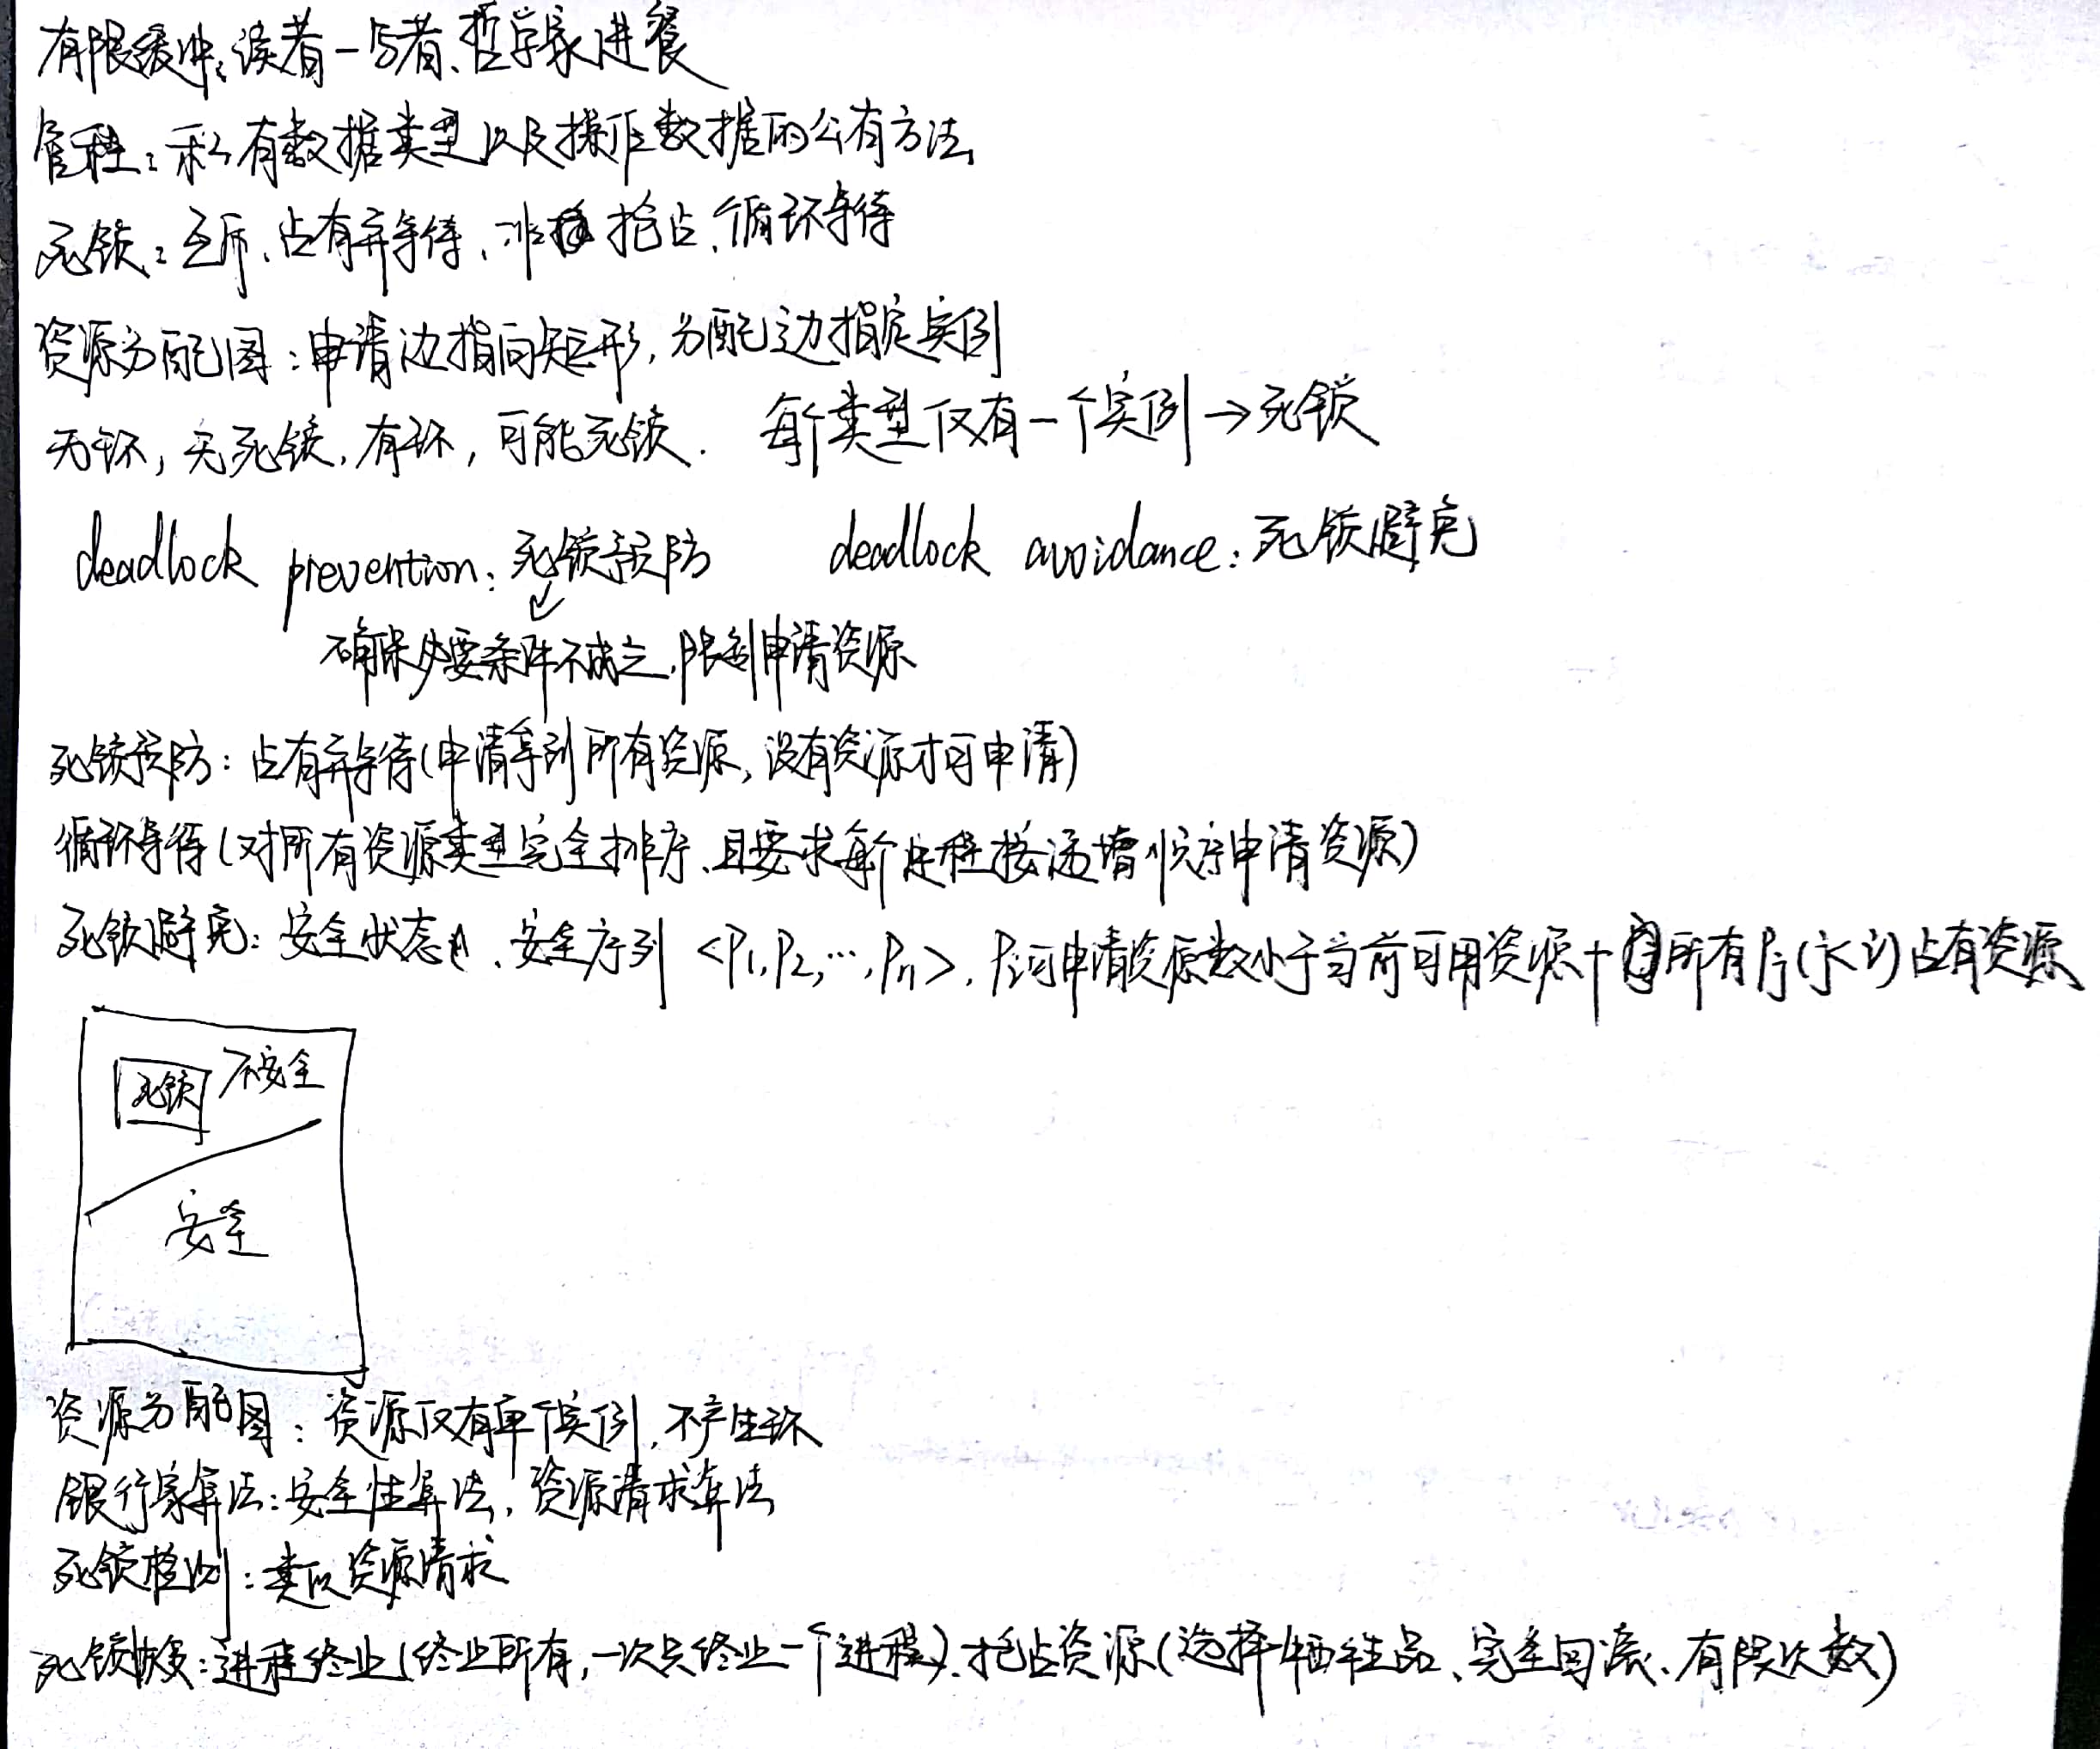 有限缓冲、读者-写者、哲学家进餐
管程：私有数据类型以及操作数据的公有方法
死锁：互斥、占有并等待、非抢占、循环等待
资源分配图：申请边指向矩形，分配边指定实例
无环，无死锁，有环，可能死锁. 每个类型仅有一个实例→死锁
deadlock prevention：死锁预防 deadlock avoidance：死锁避免
确保必要条件不成立，限制申请资源
死锁预防：占有并等待(申请等到所有资源，没有资源才可申请)
循环等待(对所有资源类型完全排序、且要求每个进程按递增顺序申请资源)
死锁避免：安全状态、安全序列<P1,P2,…,Pn>，Pi可申请资源数小于当前可用资源+所有Pj(j<i)占有资源
死锁 不安全
安全
资源分配图：资源仅有单个实例，不产生环
银行家算法：安全性算法，资源请求算法
死锁检测：类似资源请求
死锁恢复：进程终止(终止所有，一次只终止一个进程)、抢占资源(选择牺牲品、完全回滚、有限次数)